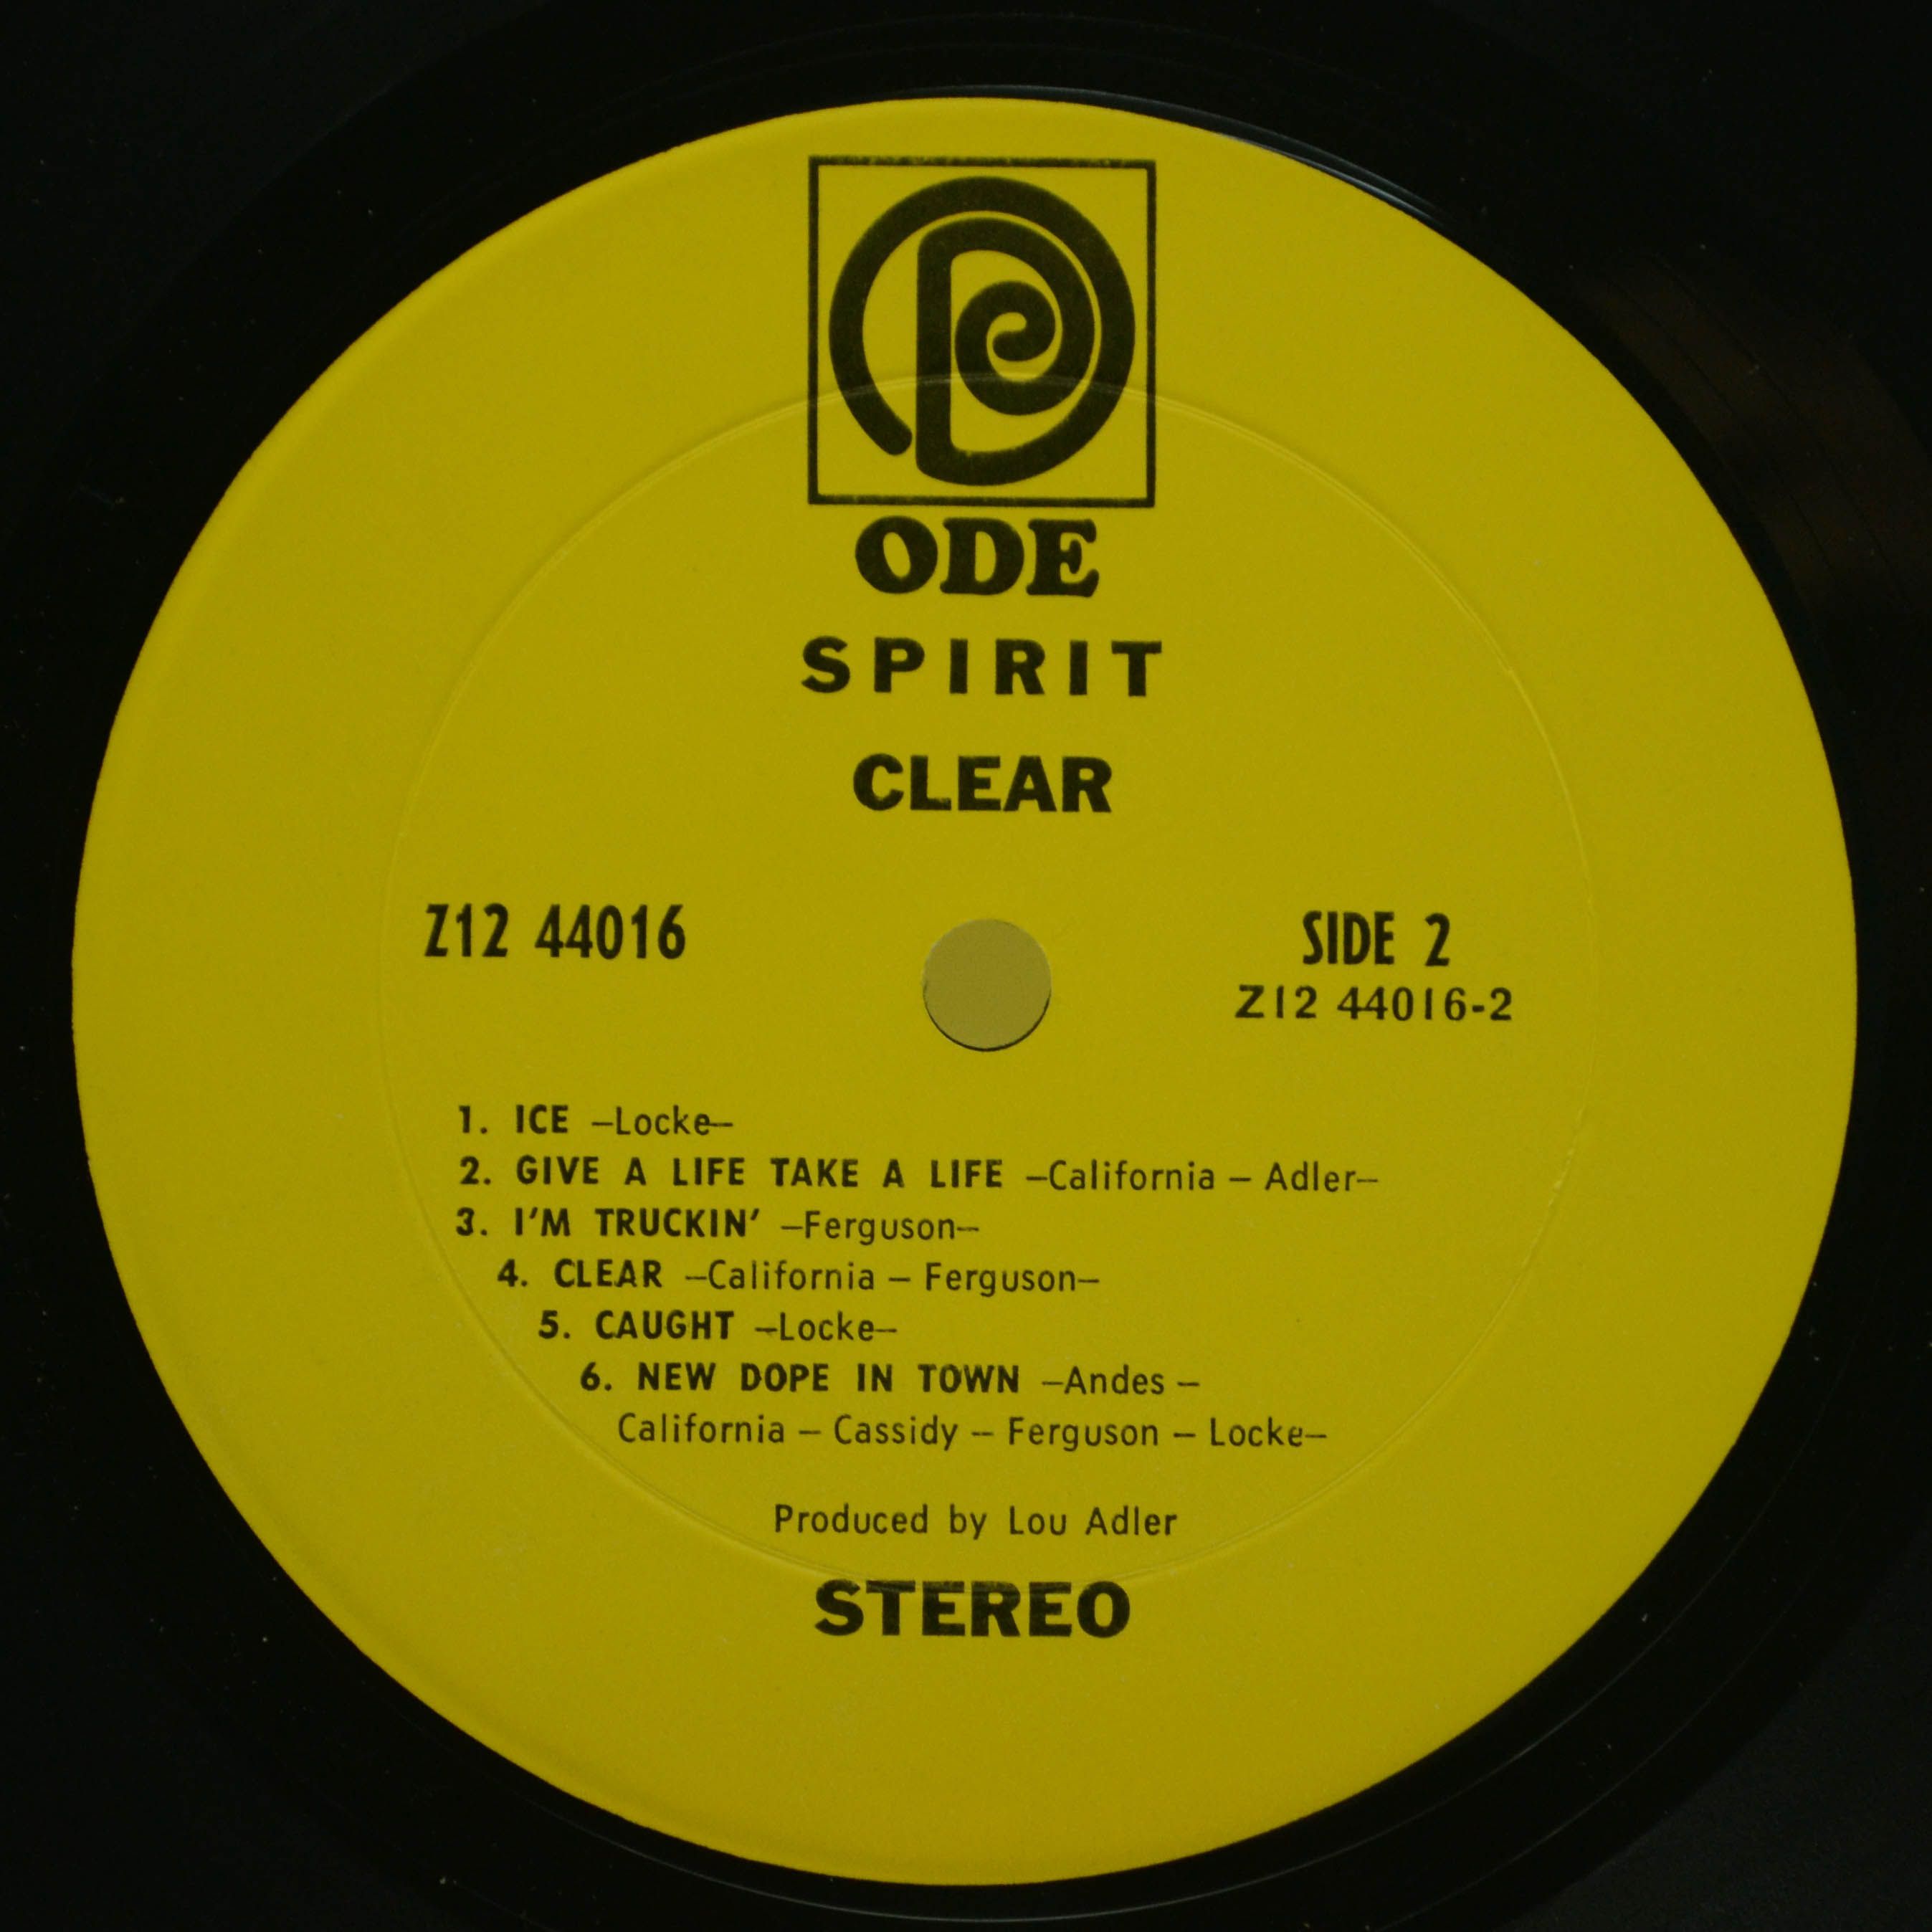 ODE
SPIRIT
CLEAR
Z12 44016
SIDE 2
Z12 44016-2
1. ICE –Locke–
2. GIVE A LIFE TAKE A LIFE –California – Adler–
3. I'M TRUCKIN' –Ferguson–
4. CLEAR –California – Ferguson–
5. CAUGHT –Locke–
6. NEW DOPE IN TOWN –Andes –
California – Cassidy – Ferguson – Locke–
Produced by Lou Adler
STEREO